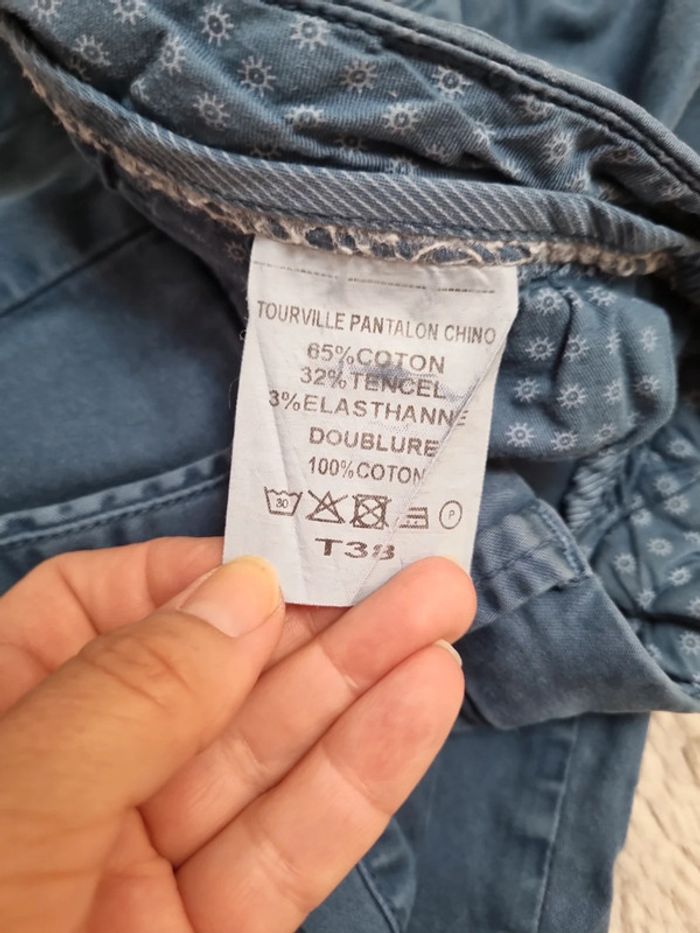 TOURVILLE PANTALON CHINO
65%COTON
32%TENCEL
3%ELASTHANNE
DOUBLURE
100%COTON
30 P
T38